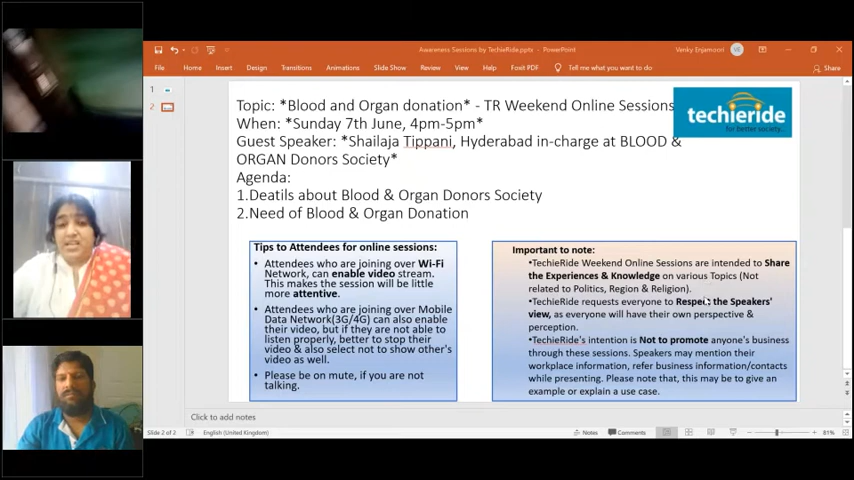 Awareness Sessions by TechieRide.pptx - PowerPoint
Venky Enjamoori
VE
File
Home
Insert
Design
Transitions
Animations
Slide Show
Review
View
Help
Foxit PDF
Tell me what you want to do
Share
1
2
Topic: *Blood and Organ donation* - TR Weekend Online Sessions
When: *Sunday 7th June, 4pm-5pm*
Guest Speaker: *Shailaja Tippani, Hyderabad in-charge at BLOOD &
ORGAN Donors Society*
Agenda:
1.Deatils about Blood & Organ Donors Society
2.Need of Blood & Organ Donation
techieride
for better society.
Tips to Attendees for online sessions:
• Attendees who are joining over Wi-Fi
Network, can enable video stream.
This makes the session will be little
more attentive.
• Attendees who are joining over Mobile
Data Network(3G/4G) can also enable
their video, but if they are not able to
listen properly, better to stop their
video & also select not to show other's
video as well.
• Please be on mute, if you are not
talking.
Important to note:
•TechieRide Weekend Online Sessions are intended to Share
the Experiences & Knowledge on various Topics (Not
related to Politics, Region & Religion).
•TechieRide requests everyone to Respect the Speakers'
view, as everyone will have their own perspective &
perception.
•TechieRide's intention is Not to promote anyone's business
through these sessions. Speakers may mention their
workplace information, refer business information/contacts
while presenting. Please note that, this may be to give an
example or explain a use case.
Click to add notes
Slide 2 of 2
English (United Kingdom)
Notes
Comments
81%